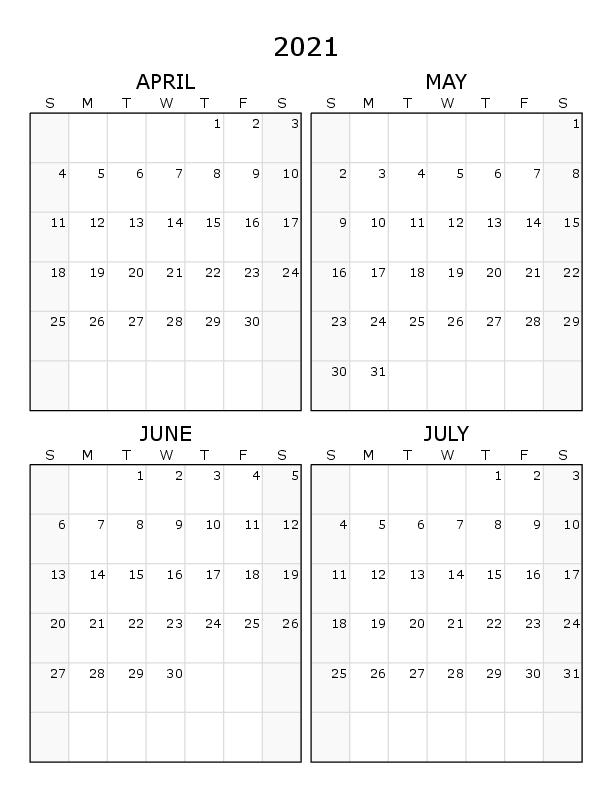 2021
APRIL
S M T W T F S
1 2 3
4 5 6 7 8 9 10
11 12 13 14 15 16 17
18 19 20 21 22 23 24
25 26 27 28 29 30
MAY
S M T W T F S
1
2 3 4 5 6 7 8
9 10 11 12 13 14 15
16 17 18 19 20 21 22
23 24 25 26 27 28 29
30 31
JUNE
S M T W T F S
1 2 3 4 5
6 7 8 9 10 11 12
13 14 15 16 17 18 19
20 21 22 23 24 25 26
27 28 29 30
JULY
S M T W T F S
1 2 3
4 5 6 7 8 9 10
11 12 13 14 15 16 17
18 19 20 21 22 23 24
25 26 27 28 29 30 31